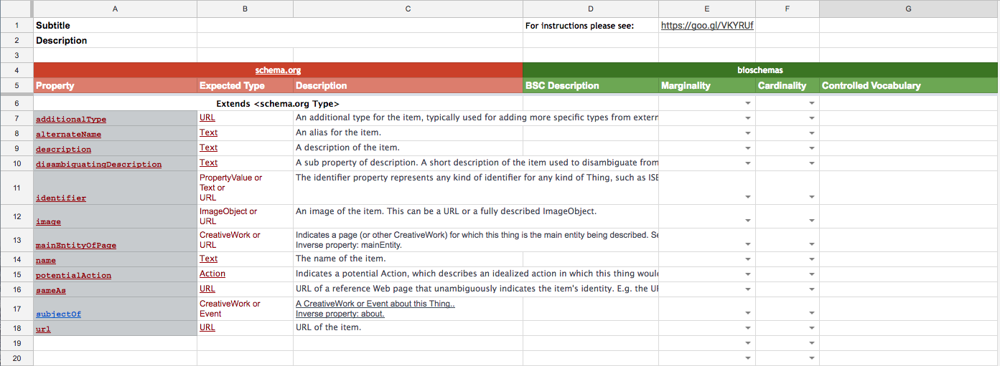 A B C D E F G
1 Subtitle For instructions please see: https://goo.gl/VKYRUf
2 Description
3
4 schema.org bioschemas
5 Property Expected Type Description BSC Description Marginality Cardinality Controlled Vocabulary
6 Extends <schema.org Type>
7 additionalType URL An additional type for the item, typically used for adding more specific types from extern
8 alternateName Text An alias for the item.
9 description Text A description of the item.
10 disambiguatingDescription Text A sub property of description. A short description of the item used to disambiguate from
PropertyValue or The identifier property represents any kind of identifier for any kind of Thing, such as ISB
11 Text or
identifier URL
ImageObject or An image of the item. This can be a URL or a fully described ImageObject.
12 image URL
CreativeWork or Indicates a page (or other CreativeWork) for which this thing is the main entity being described. Se
13 mainEntityOfPage URL Inverse property: mainEntity.
14 name Text The name of the item.
15 potentialAction Action Indicates a potential Action, which describes an idealized action in which this thing would
16 sameAs URL URL of a reference Web page that unambiguously indicates the item's identity. E.g. the UR
CreativeWork or A CreativeWork or Event about this Thing..
17 subjectOf Event Inverse property: about.
18 url URL URL of the item.
19
20